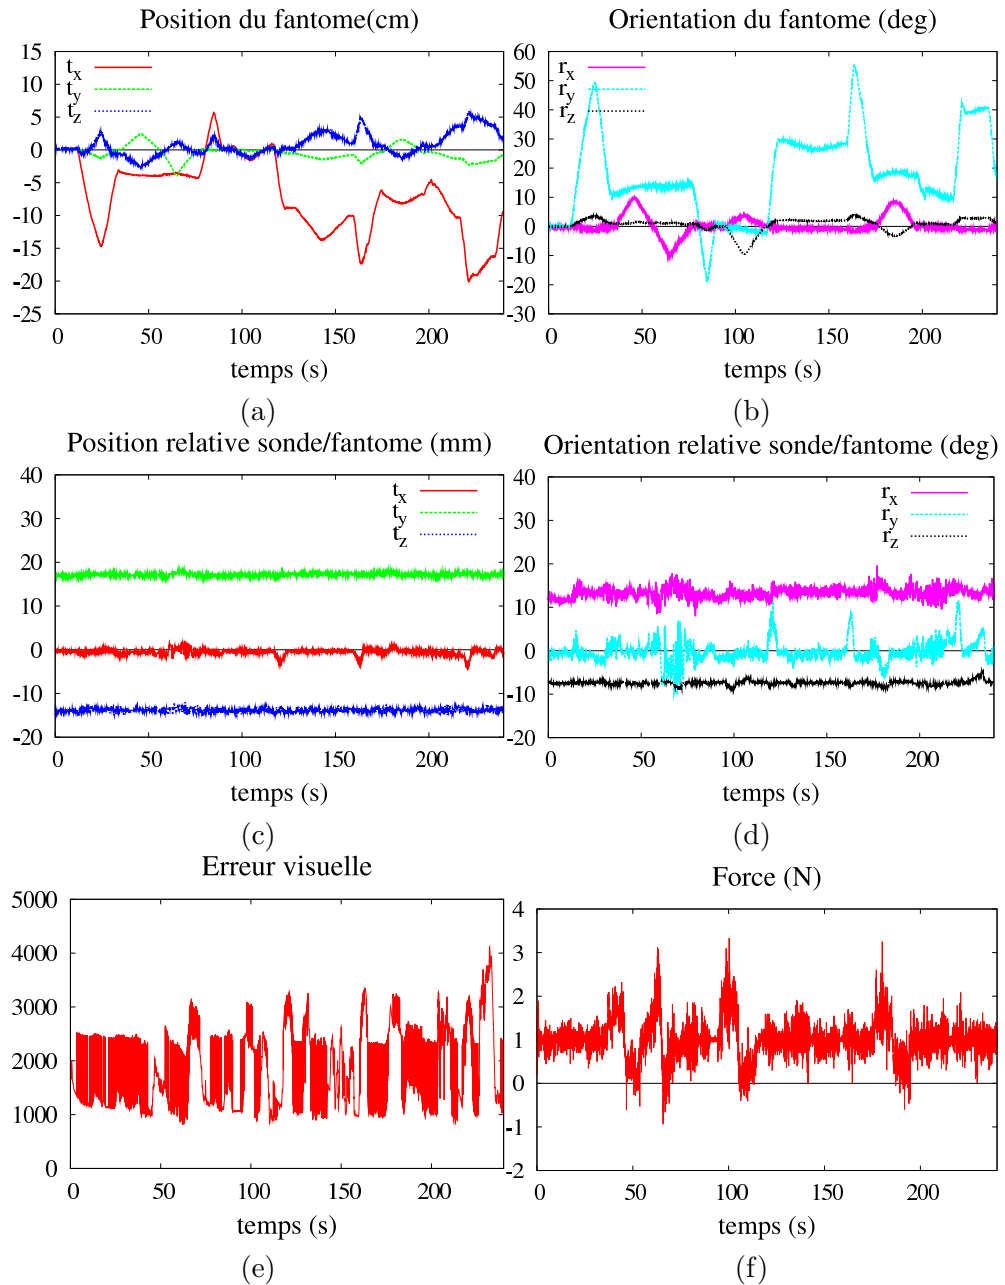 Position du fantome(cm)
15
10
5
0
-5
-10
-15
-20
-25
t_x
t_y
t_z
0 50 100 150 200
temps (s)
(a)
Orientation du fantome (deg)
60
50
40
30
20
10
0
-10
-20
-30
r_x
r_y
r_z
0 50 100 150 200
temps (s)
(b)
Position relative sonde/fantome (mm)
40
30
20
10
0
-10
-20
t_x
t_y
t_z
0 50 100 150 200
temps (s)
(c)
Orientation relative sonde/fantome (deg)
40
30
20
10
0
-10
-20
r_x
r_y
r_z
0 50 100 150 200
temps (s)
(d)
Erreur visuelle
5000
4000
3000
2000
1000
0
0 50 100 150 200
temps (s)
(e)
Force (N)
4
3
2
1
0
-1
-2
0 50 100 150 200
temps (s)
(f)